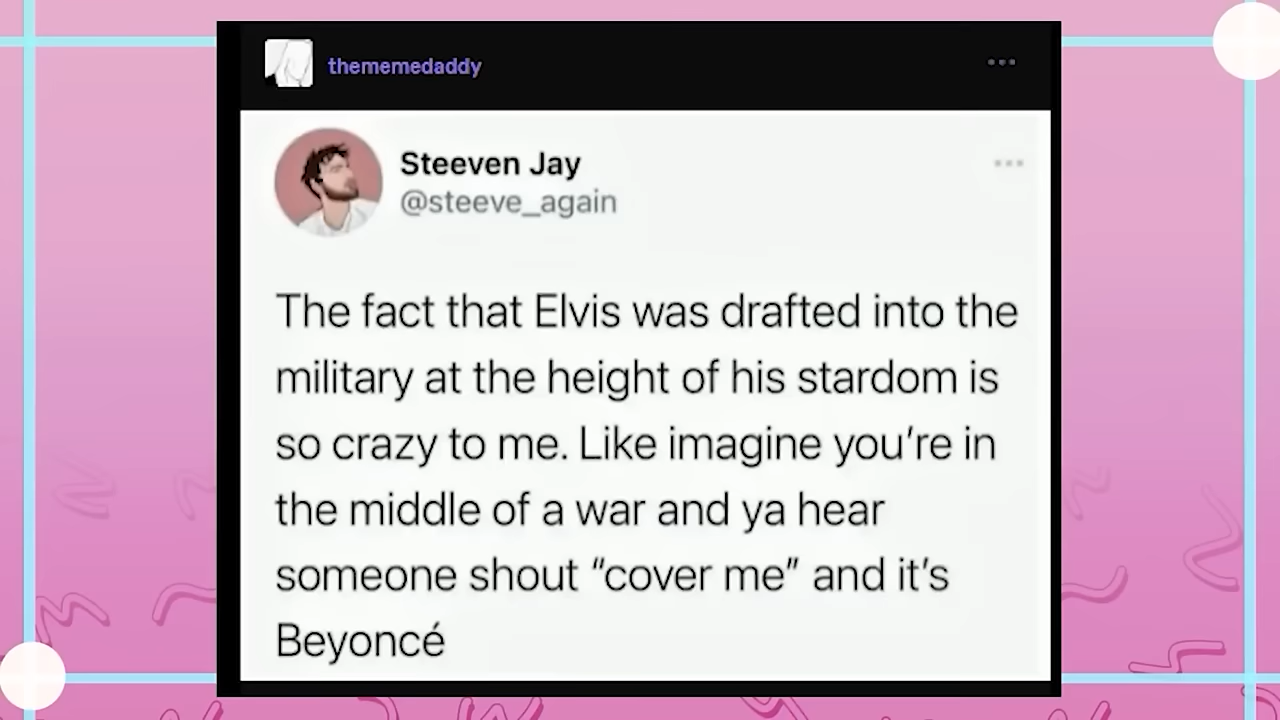 thememedaddy
Steeven Jay
@steeve_again
The fact that Elvis was drafted into the
military at the height of his stardom is
so crazy to me. Like imagine you’re in
the middle of a war and ya hear
someone shout “cover me” and it’s
Beyoncé